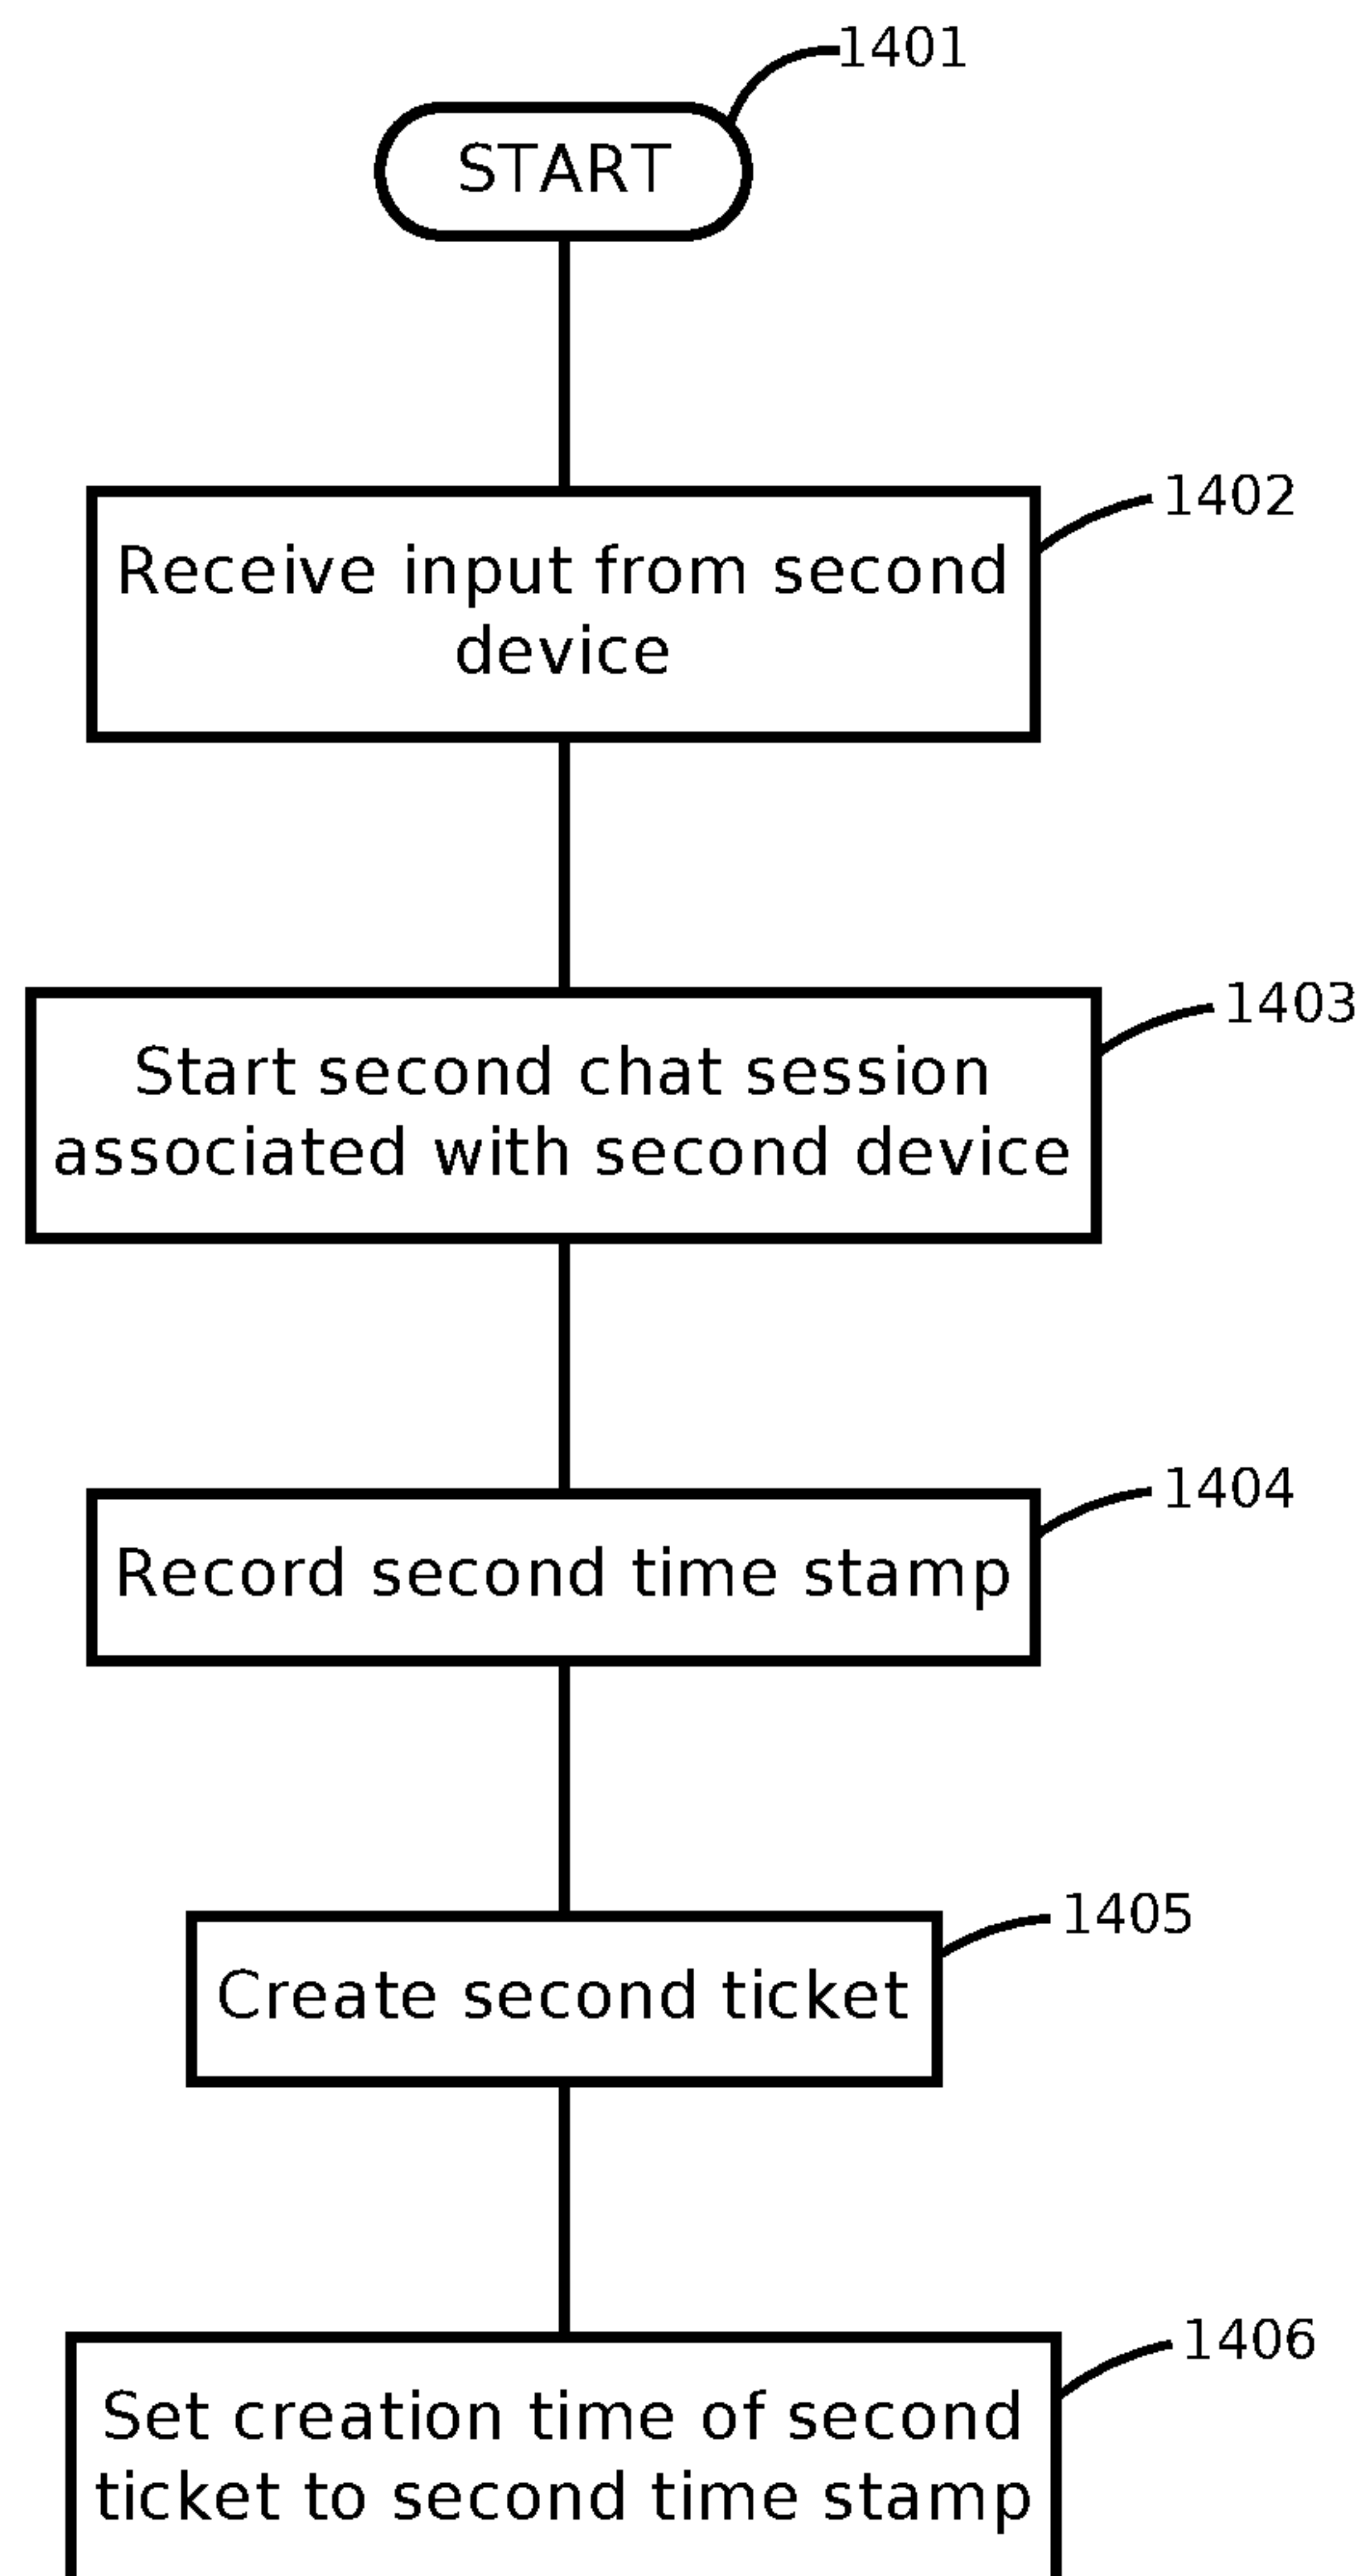 1401
START
1402
Receive input from second
device
1403
Start second chat session
associated with second device
1404
Record second time stamp
1405
Create second ticket
1406
Set creation time of second
ticket to second time stamp